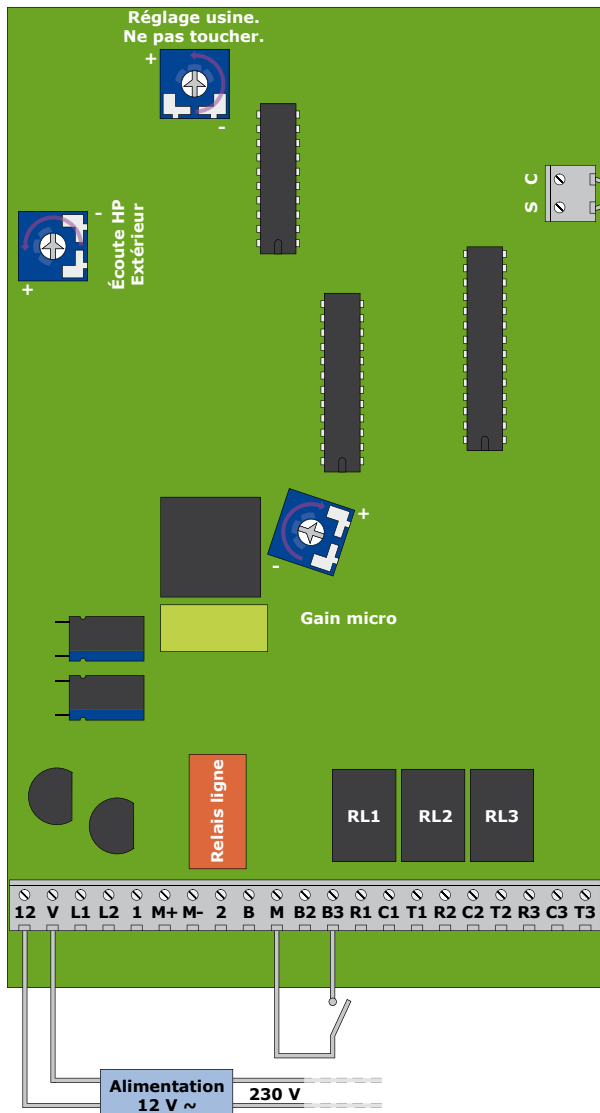 Réglage usine.
Ne pas toucher.
+
-
-
+
Écoute HP
Extérieur
C
S
+
-
Gain micro
Relais ligne
RL1 RL2 RL3
12 V L1 L2 1 M+ M- 2 B M B2 B3 R1 C1 T1 R2 C2 T2 R3 C3 T3
Alimentation
12 V ~
230 V